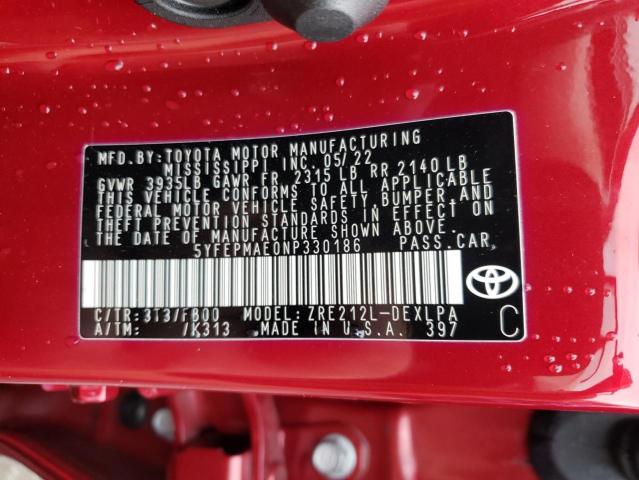 MFD.BY: TOYOTA MOTOR MANUFACTURING
MISSISSIPPI INC. 05/22
GVWR 3935LB GAWR FR 2315 LB RR 2140 LB
THIS VEHICLE CONFORMS TO ALL APPLICABLE
FEDERAL MOTOR VEHICLE SAFETY, BUMPER, AND
THEFT PREVENTION STANDARDS IN EFFECT ON
THE DATE OF MANUFACTURE SHOWN ABOVE.
5YFEPMAE0NP330186 PASS.CAR
C/TR: 3T3/FB00 MODEL: ZRE212L-DEXLPA
A/TM: /K313 MADE IN U.S.A. 397
C